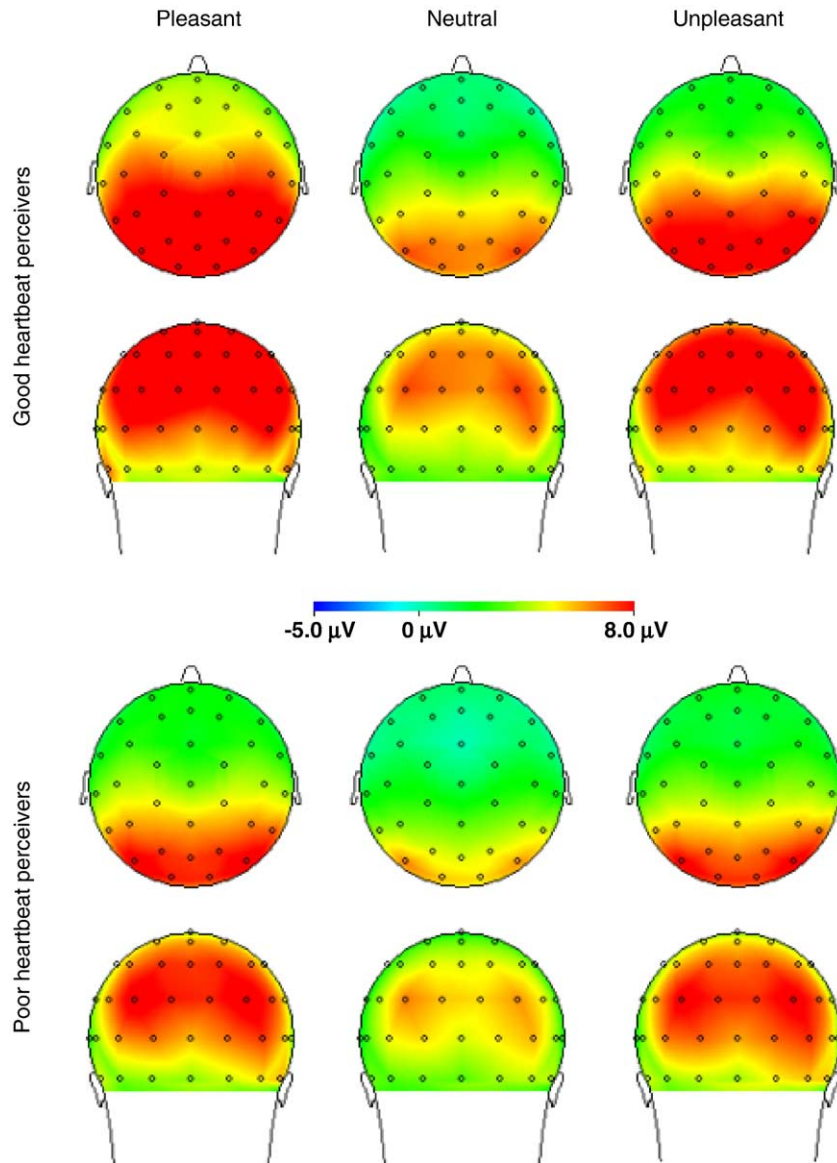 Pleasant Neutral Unpleasant
Good heartbeat perceivers
-5.0 µV 0 µV 8.0 µV
Poor heartbeat perceivers